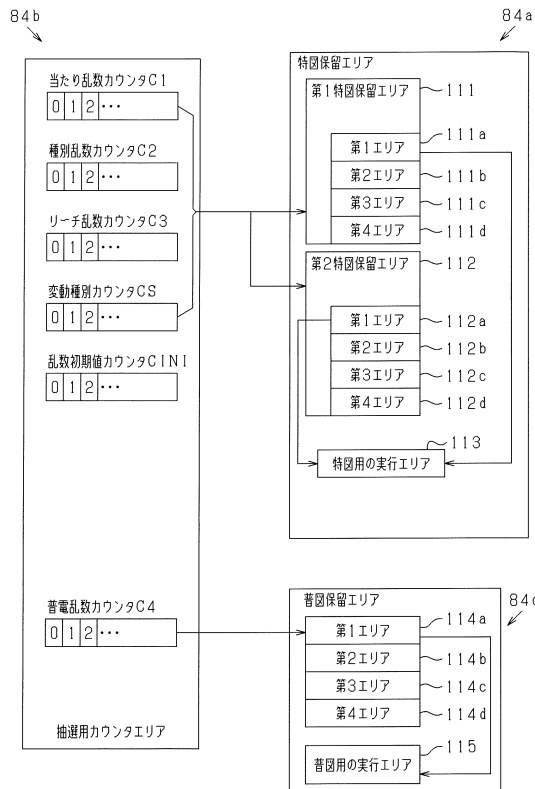 84b
84a
当たり乱数カウンタC1
0 1 2 ･･･
種別乱数カウンタC2
0 1 2 ･･･
リーチ乱数カウンタC3
0 1 2 ･･･
変動種別カウンタCS
0 1 2 ･･･
乱数初期値カウンタCINI
0 1 2 ･･･
普電乱数カウンタC4
0 1 2 ･･･
抽選用カウンタエリア
特図保留エリア
第1特図保留エリア
111
第1エリア
111a
第2エリア
111b
第3エリア
111c
第4エリア
111d
第2特図保留エリア
112
第1エリア
112a
第2エリア
112b
第3エリア
112c
第4エリア
112d
113
特図用の実行エリア
84c
普図保留エリア
第1エリア
114a
第2エリア
114b
第3エリア
114c
第4エリア
114d
115
普図用の実行エリア